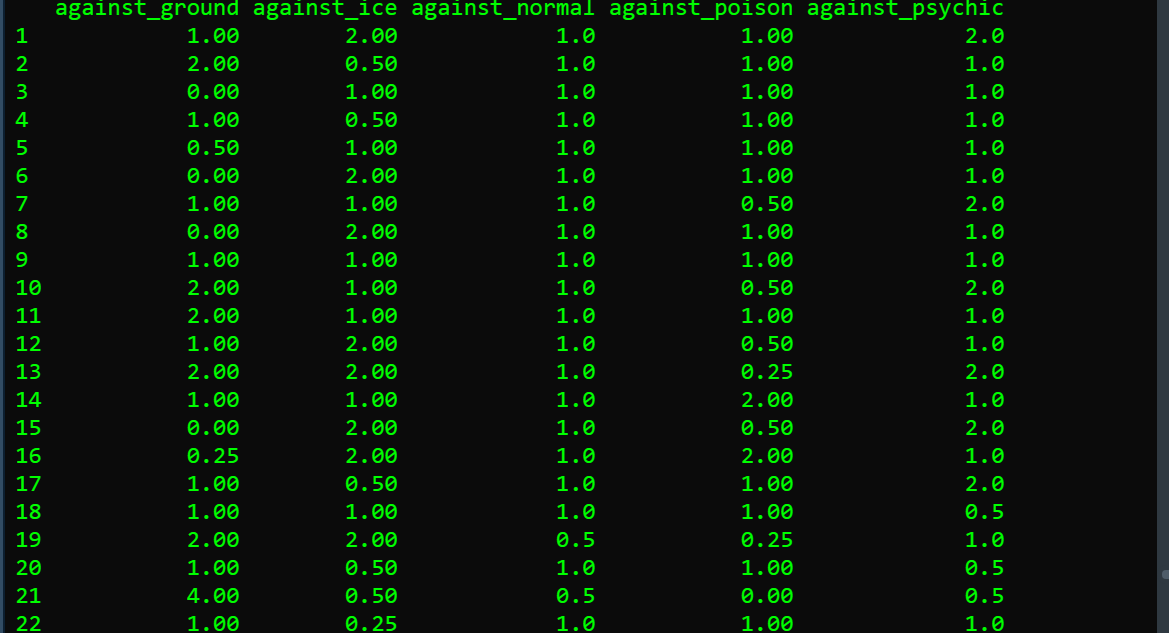 against_ground against_ice against_normal against_poison against_psychic
1 1.00 2.00 1.0 1.00 2.0
2 2.00 0.50 1.0 1.00 1.0
3 0.00 1.00 1.0 1.00 1.0
4 1.00 0.50 1.0 1.00 1.0
5 0.50 1.00 1.0 1.00 1.0
6 0.00 2.00 1.0 1.00 1.0
7 1.00 1.00 1.0 0.50 2.0
8 0.00 2.00 1.0 1.00 1.0
9 1.00 1.00 1.0 1.00 1.0
10 2.00 1.00 1.0 0.50 2.0
11 2.00 1.00 1.0 1.00 1.0
12 1.00 2.00 1.0 0.50 1.0
13 2.00 2.00 1.0 0.25 2.0
14 1.00 1.00 1.0 2.00 1.0
15 0.00 2.00 1.0 0.50 2.0
16 0.25 2.00 1.0 2.00 1.0
17 1.00 0.50 1.0 1.00 2.0
18 1.00 1.00 1.0 1.00 0.5
19 2.00 2.00 0.5 0.25 1.0
20 1.00 0.50 1.0 1.00 0.5
21 4.00 0.50 0.5 0.00 0.5
22 1.00 0.25 1.0 1.00 1.0